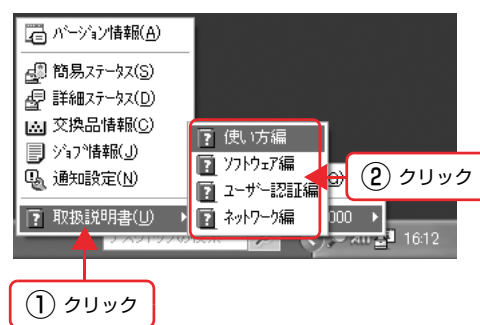 バージョン情報(A)
簡易ステータス(S)
詳細ステータス(D)
交換品情報(C)
ジョブ情報(J)
通知設定(N)
取扱説明書(U)
使い方編
ソフトウェア編
ユーザー認証編
ネットワーク編
② クリック
000
16:12
① クリック